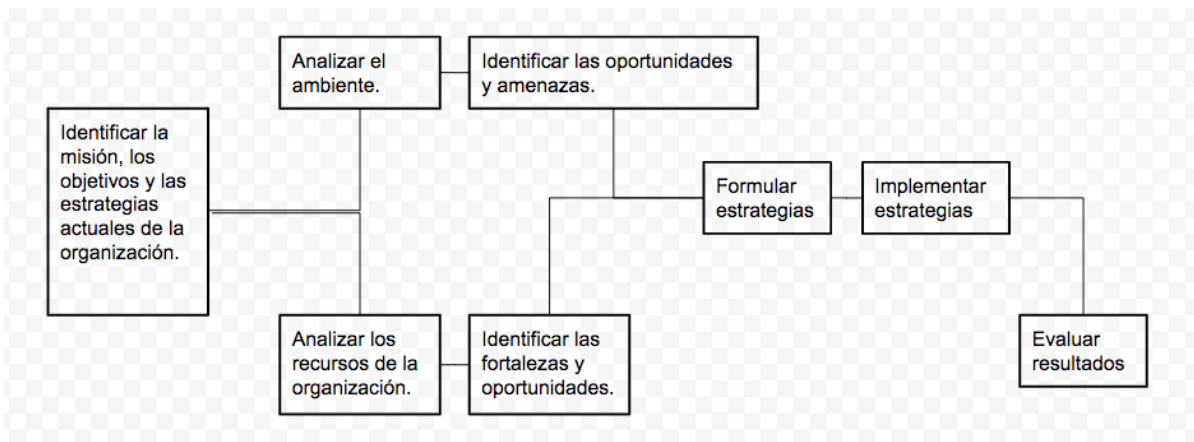 Identificar la
misión, los
objetivos y las
estrategias
actuales de la
organización.
Analizar el
ambiente.
Identificar las oportunidades
y amenazas.
Analizar los
recursos de la
organización.
Identificar las
fortalezas y
oportunidades.
Formular
estrategias
Implementar
estrategias
Evaluar
resultados